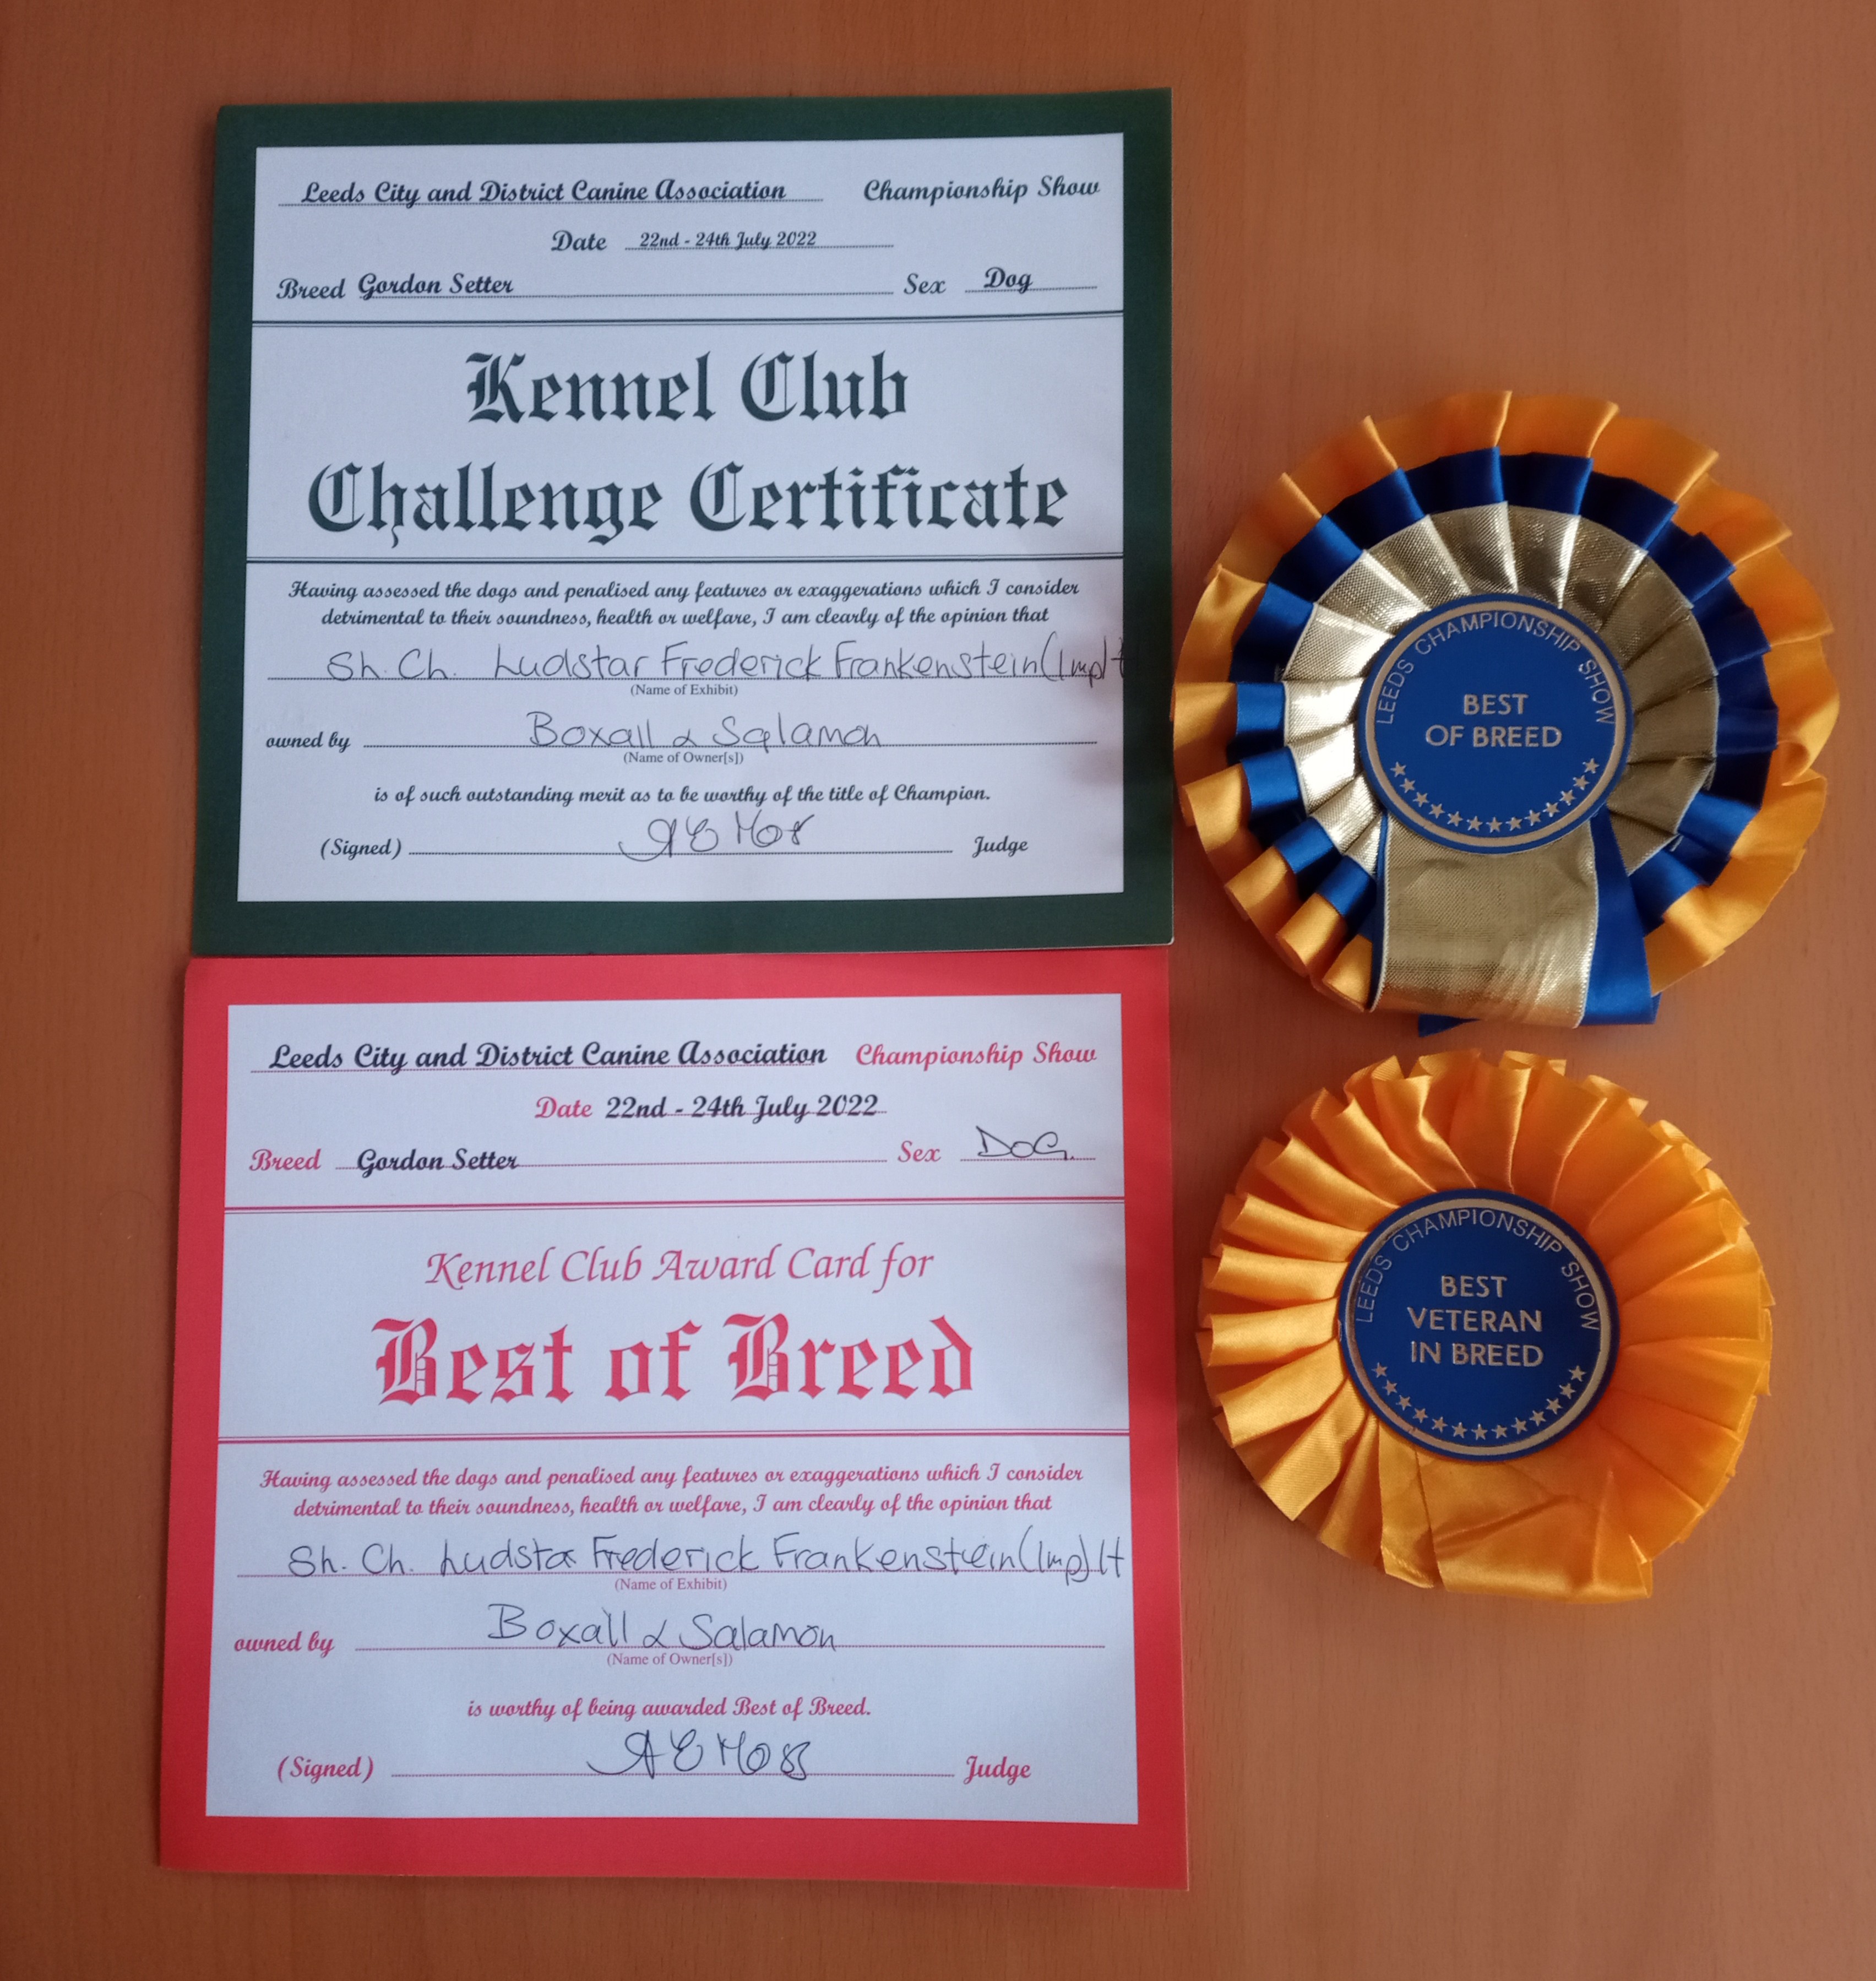 Leeds City and District Canine Association Championship Show
Date 22nd - 24th July 2022
Breed Gordon Setter Sex Dog
Kennel Club
Challenge Certificate
Having assessed the dogs and penalised any features or exaggerations which I consider
detrimental to their soundness, health or welfare, I am clearly of the opinion that
Sh. Ch. Ludstar Frederick Frankenstein (Imp) It
(Name of Exhibit)
owned by Boxall & Salamon
(Name of Owner[s])
is of such outstanding merit as to be worthy of the title of Champion.
(Signed) Judge
Leeds City and District Canine Association Championship Show
Date 22nd - 24th July 2022
Breed Gordon Setter Sex DOG.
Kennel Club Award Card for
Best of Breed
Having assessed the dogs and penalised any features or exaggerations which I consider
detrimental to their soundness, health or welfare, I am clearly of the opinion that
Sh. Ch. Ludstar Frederick Frankenstein (Imp) It
(Name of Exhibit)
owned by Boxall & Salamon
(Name of Owner[s])
is worthy of being awarded Best of Breed.
(Signed) Judge
LEEDS CHAMPIONSHIP SHOW
BEST
OF BREED
LEEDS CHAMPIONSHIP SHOW
BEST
VETERAN
IN BREED